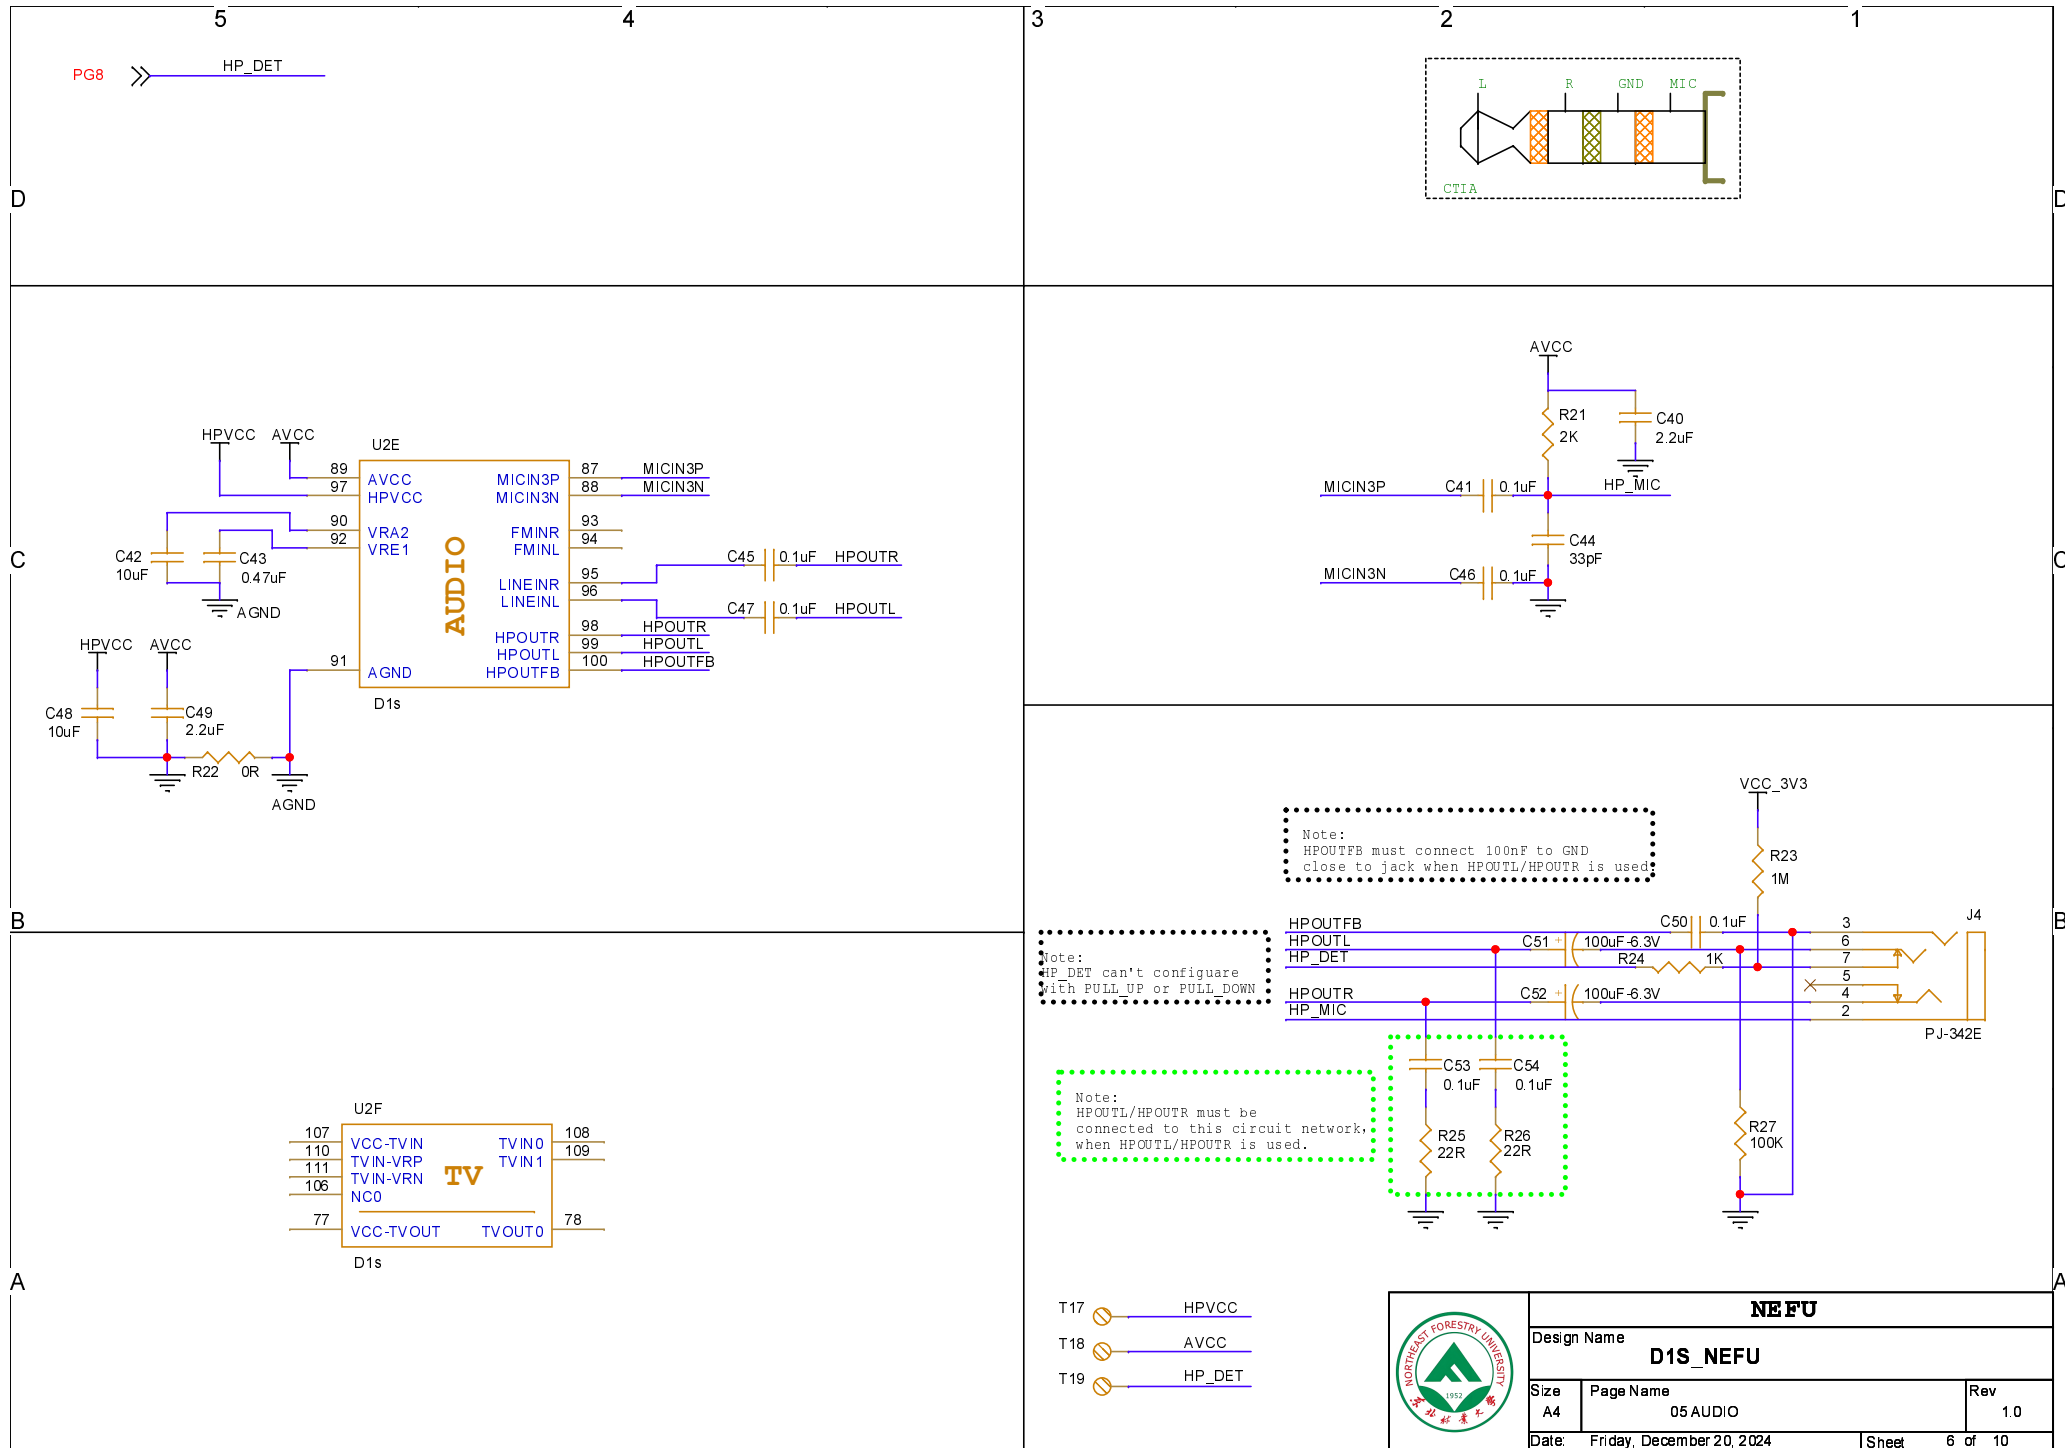 5 4 3 2 1
PG8 HP_DET
L R GND MIC
CTIA
D D
AVCC
R21
2K
C40
2.2uF
MICIN3P C41 0.1uF HP_MIC
C44
33pF
MICIN3N C46 0.1uF
HPVCC AVCC
U2E
89 AVCC
97 HPVCC
90 VRA2
92 VRE1
91 AGND
AUDIO
MICIN3P 87 MICIN3P
MICIN3N 88 MICIN3N
FMINR 93
FMINL 94
LINEINR 95
LINEINL 96
HPOUTR 98 HPOUTR
HPOUTL 99 HPOUTL
HPOUTFB 100 HPOUTFB
D1s
C45 0.1uF HPOUTR
C47 0.1uF HPOUTL
C42
10uF
C43
0.47uF
AGND
C C
HPVCC AVCC
C48
10uF
C49
2.2uF
R22 0R
AGND
VCC_3V3
R23
1M
Note:
HPOUTFB must connect 100nF to GND
close to jack when HPOUTL/HPOUTR is used
B B
Note:
HP_DET can't configuare
with PULL_UP or PULL_DOWN
HPOUTFB C50 0.1uF 3
HPOUTL C51 + 100uF-6.3V 6
HP_DET R24 1K 7
5
HPOUTR C52 + 100uF-6.3V 4
HP_MIC 2
J4
PJ-342E
C53
0.1uF
C54
0.1uF
R25
22R
R26
22R
R27
100K
Note:
HPOUTL/HPOUTR must be
connected to this circuit network,
when HPOUTL/HPOUTR is used.
U2F
107 VCC-TVIN
110 TVIN-VRP
111 TVIN-VRN
106 NC0
77 VCC-TVOUT
TV
TVIN0 108
TVIN1 109
TVOUT0 78
D1s
A A
T17 HPVCC
T18 AVCC
T19 HP_DET
NORTHEAST FORESTRY UNIVERSITY
1952
东北林业大学
NEFU
Design Name
D1S_NEFU
Size
A4
Page Name
05 AUDIO
Rev
1.0
Date: Friday, December 20, 2024
Sheet 6 of 10